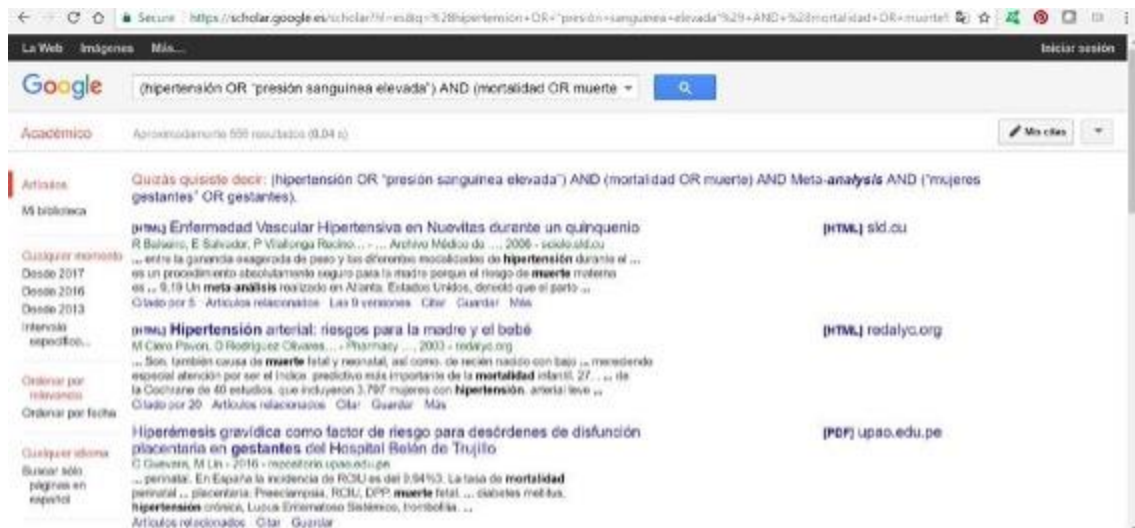 Secure https://scholar.google.es/scholar?hl=es&q=%28hipertensión+OR+"presión+sanguinea+elevada"%29+AND+%28mortalidad+OR+muerte
La Web Imágenes Más... Iniciar sesión
Google (hipertensión OR "presión sanguinea elevada") AND (mortalidad OR muerte
Académico Aproximadamente resultados (0,04 s) Mis citas
Artículos
Mi biblioteca
Cualquier momento
Desde 2017
Desde 2016
Desde 2013
Intervalo
específico...
Ordenar por
relevancia
Ordenar por fecha
Cualquier idioma
Buscar sólo
páginas en
español
Quizás quisiste decir: (hipertensión OR "presión sanguinea elevada") AND (mortalidad OR muerte) AND Meta-analysis AND ("mujeres
gestantes" OR gestantes).
[HTML] Enfermedad Vascular Hipertensiva en Nuevitas durante un quinquenio [HTML] sld.cu
E Salvador, P Vilallonga ... - ... Archivo Médico de ..., 2006 - scielo.sld.cu
... entre la ganancia exagerada de peso y las diferentes modalidades de hipertensión durante el ...
es un procedimiento absolutamente seguro para la madre porque el riesgo de muerte materna
es ... 9,19 Un meta-análisis realizado en Atlanta, Estados Unidos, que el parto ...
Citado por 5 Artículos relacionados Las 9 versiones Citar Guardar Más
[HTML] Hipertensión arterial: riesgos para la madre y el bebé [HTML] redalyc.org
M Pavon, D Rodríguez Olivares... - Pharmacy ..., 2003 - redalyc.org
... Son, también causa de muerte fetal y neonatal, así como, de recién nacido con bajo ... mereciendo
especial atención por ser el índice predictivo más importante de la mortalidad infantil. 27. ... de
la Cochrane de 40 estudios, que incluyeron 3.797 mujeres con hipertensión arterial leve ...
Citado por 20 Artículos relacionados Citar Guardar Más
Hiperémesis gravídica como factor de riesgo para desórdenes de disfunción [PDF] upao.edu.pe
placentaria en gestantes del Hospital Belén de Trujillo
C Guevara, M Lin - 2016 - repositorio.upao.edu.pe
... perinatal. En España la incidencia de RCIU es del La tasa de mortalidad
perinatal ... placentaria: Preeclampsia, RCIU, DPP, muerte fetal. ... diabetes mellitus,
hipertensión crónica, Lupus Eritematoso Sistémico, trombofilia. ...
Artículos relacionados Citar Guardar